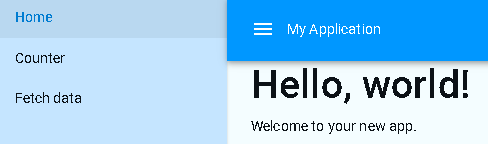 Home
Counter
Fetch data
My Application
Hello, world!
Welcome to your new app.